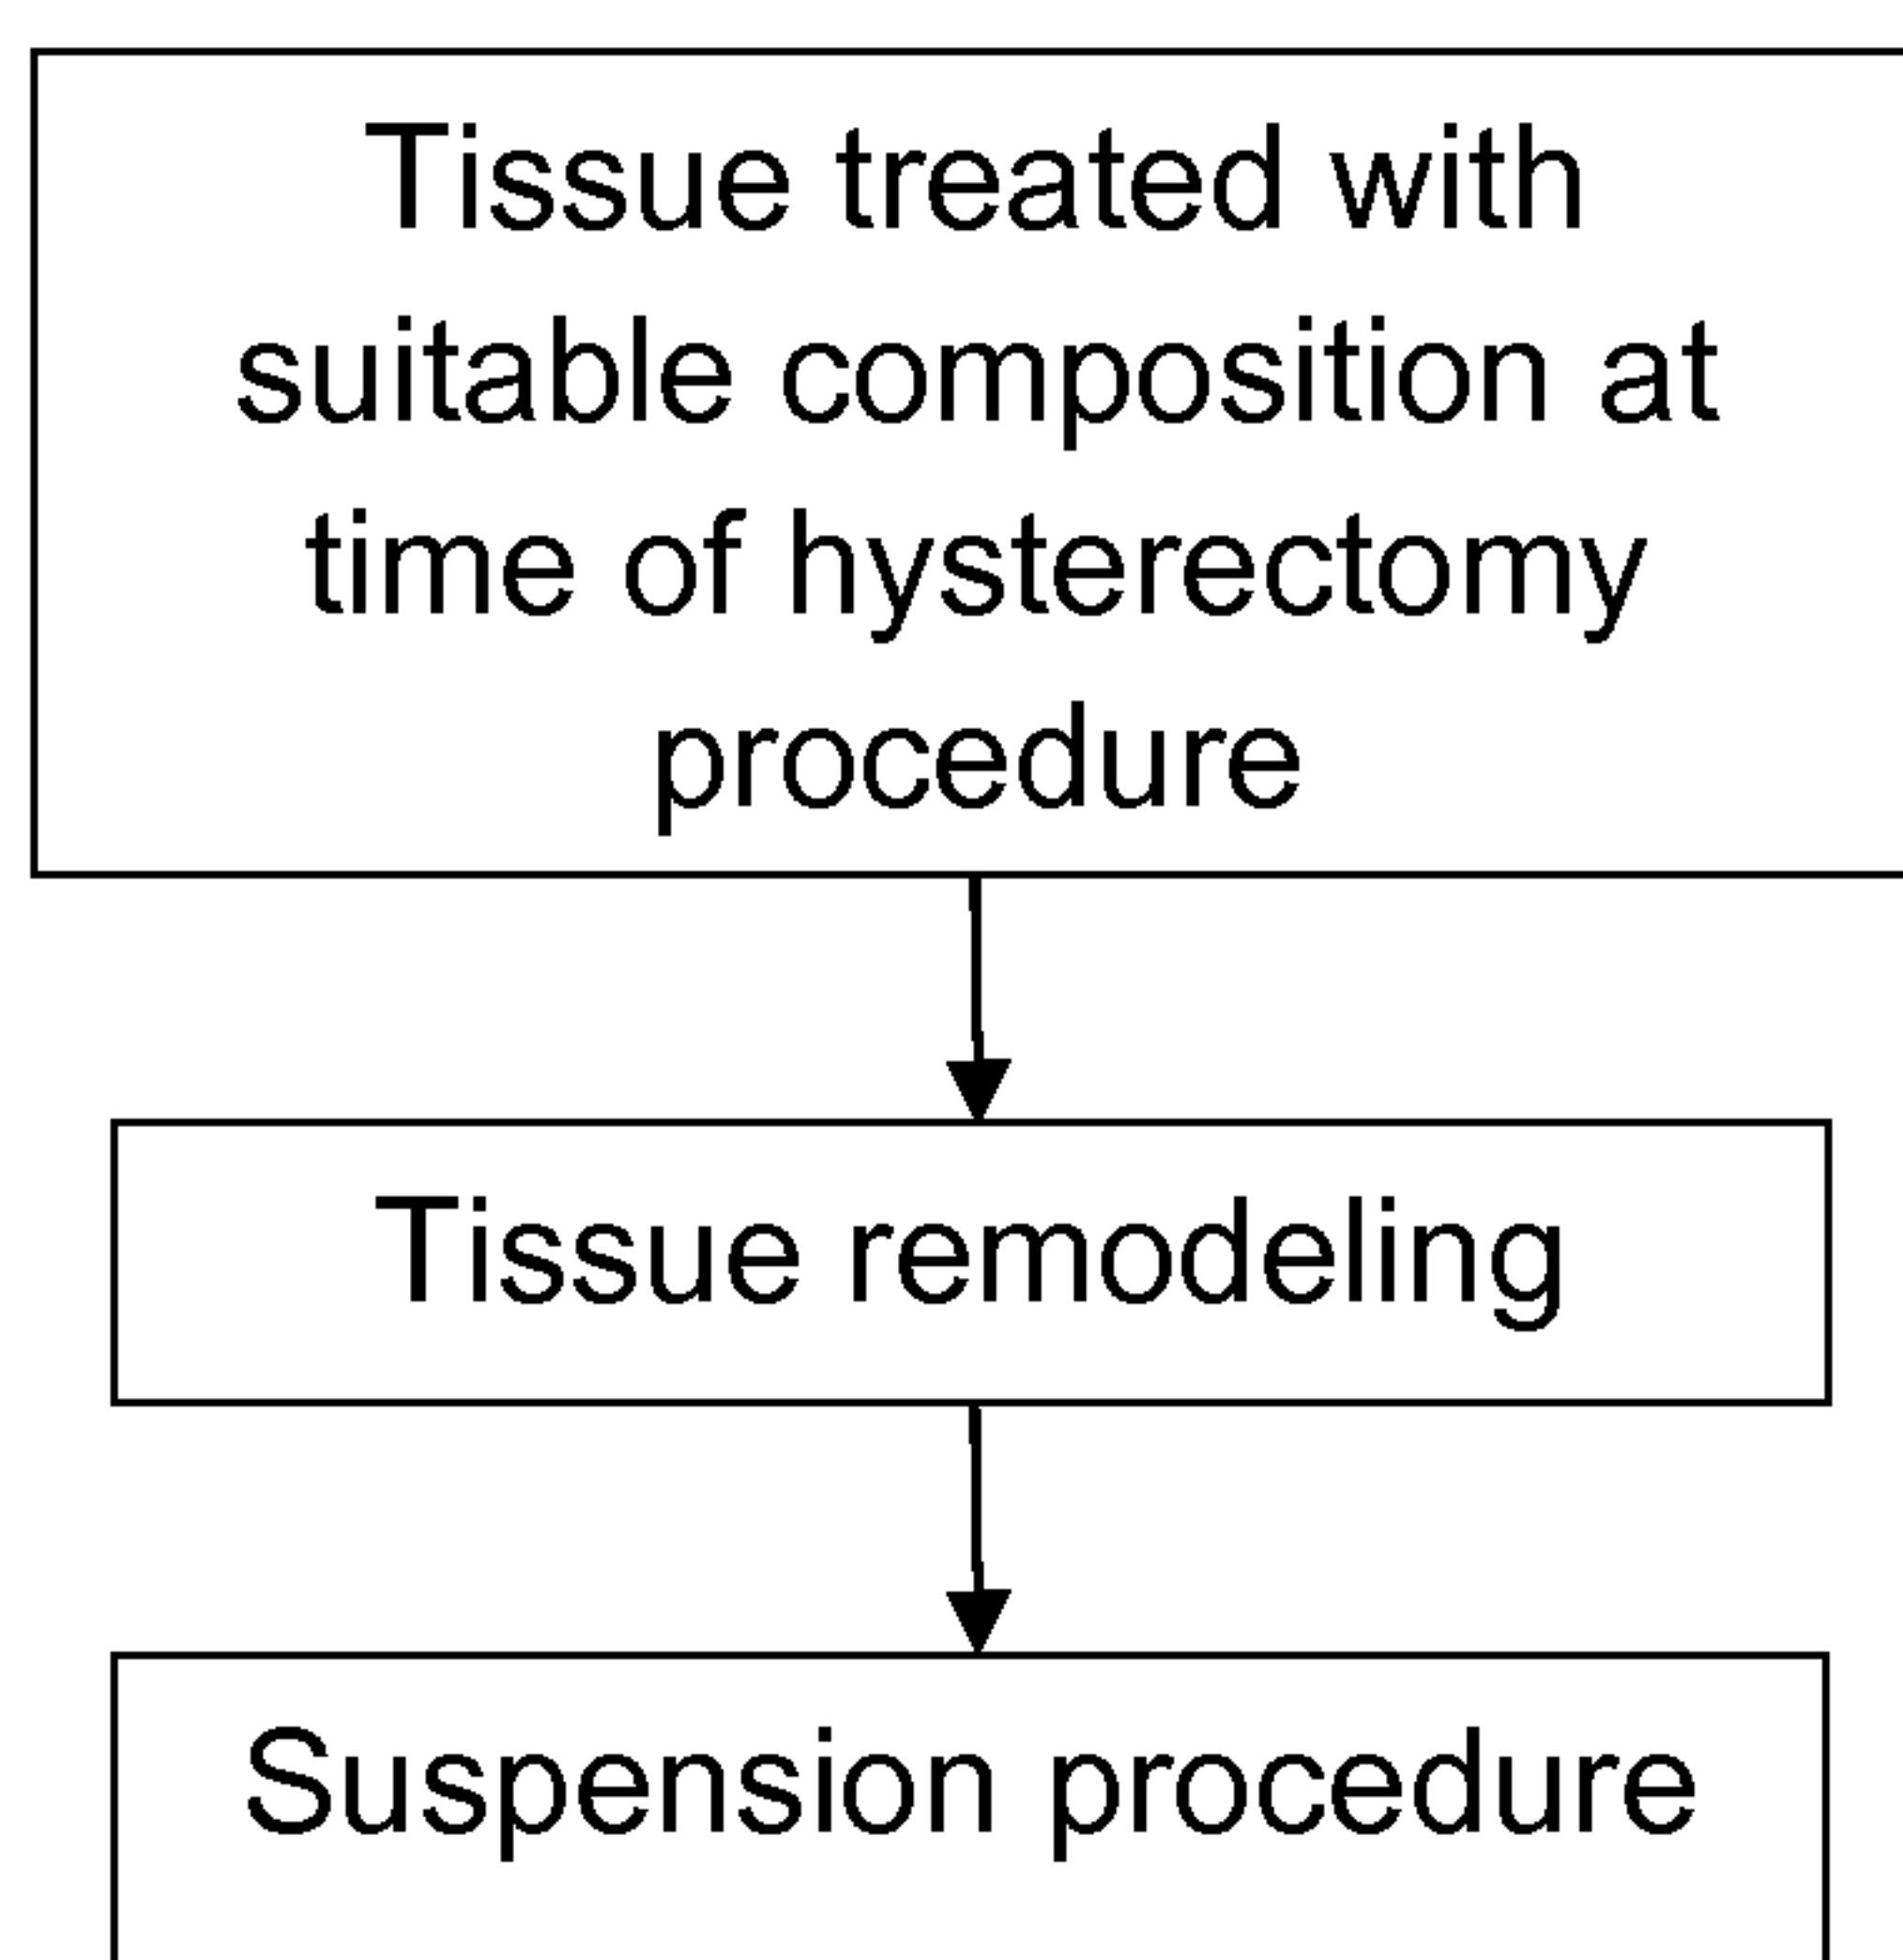 Tissue treated with
suitable composition at
time of hysterectomy
procedure
Tissue remodeling
Suspension procedure